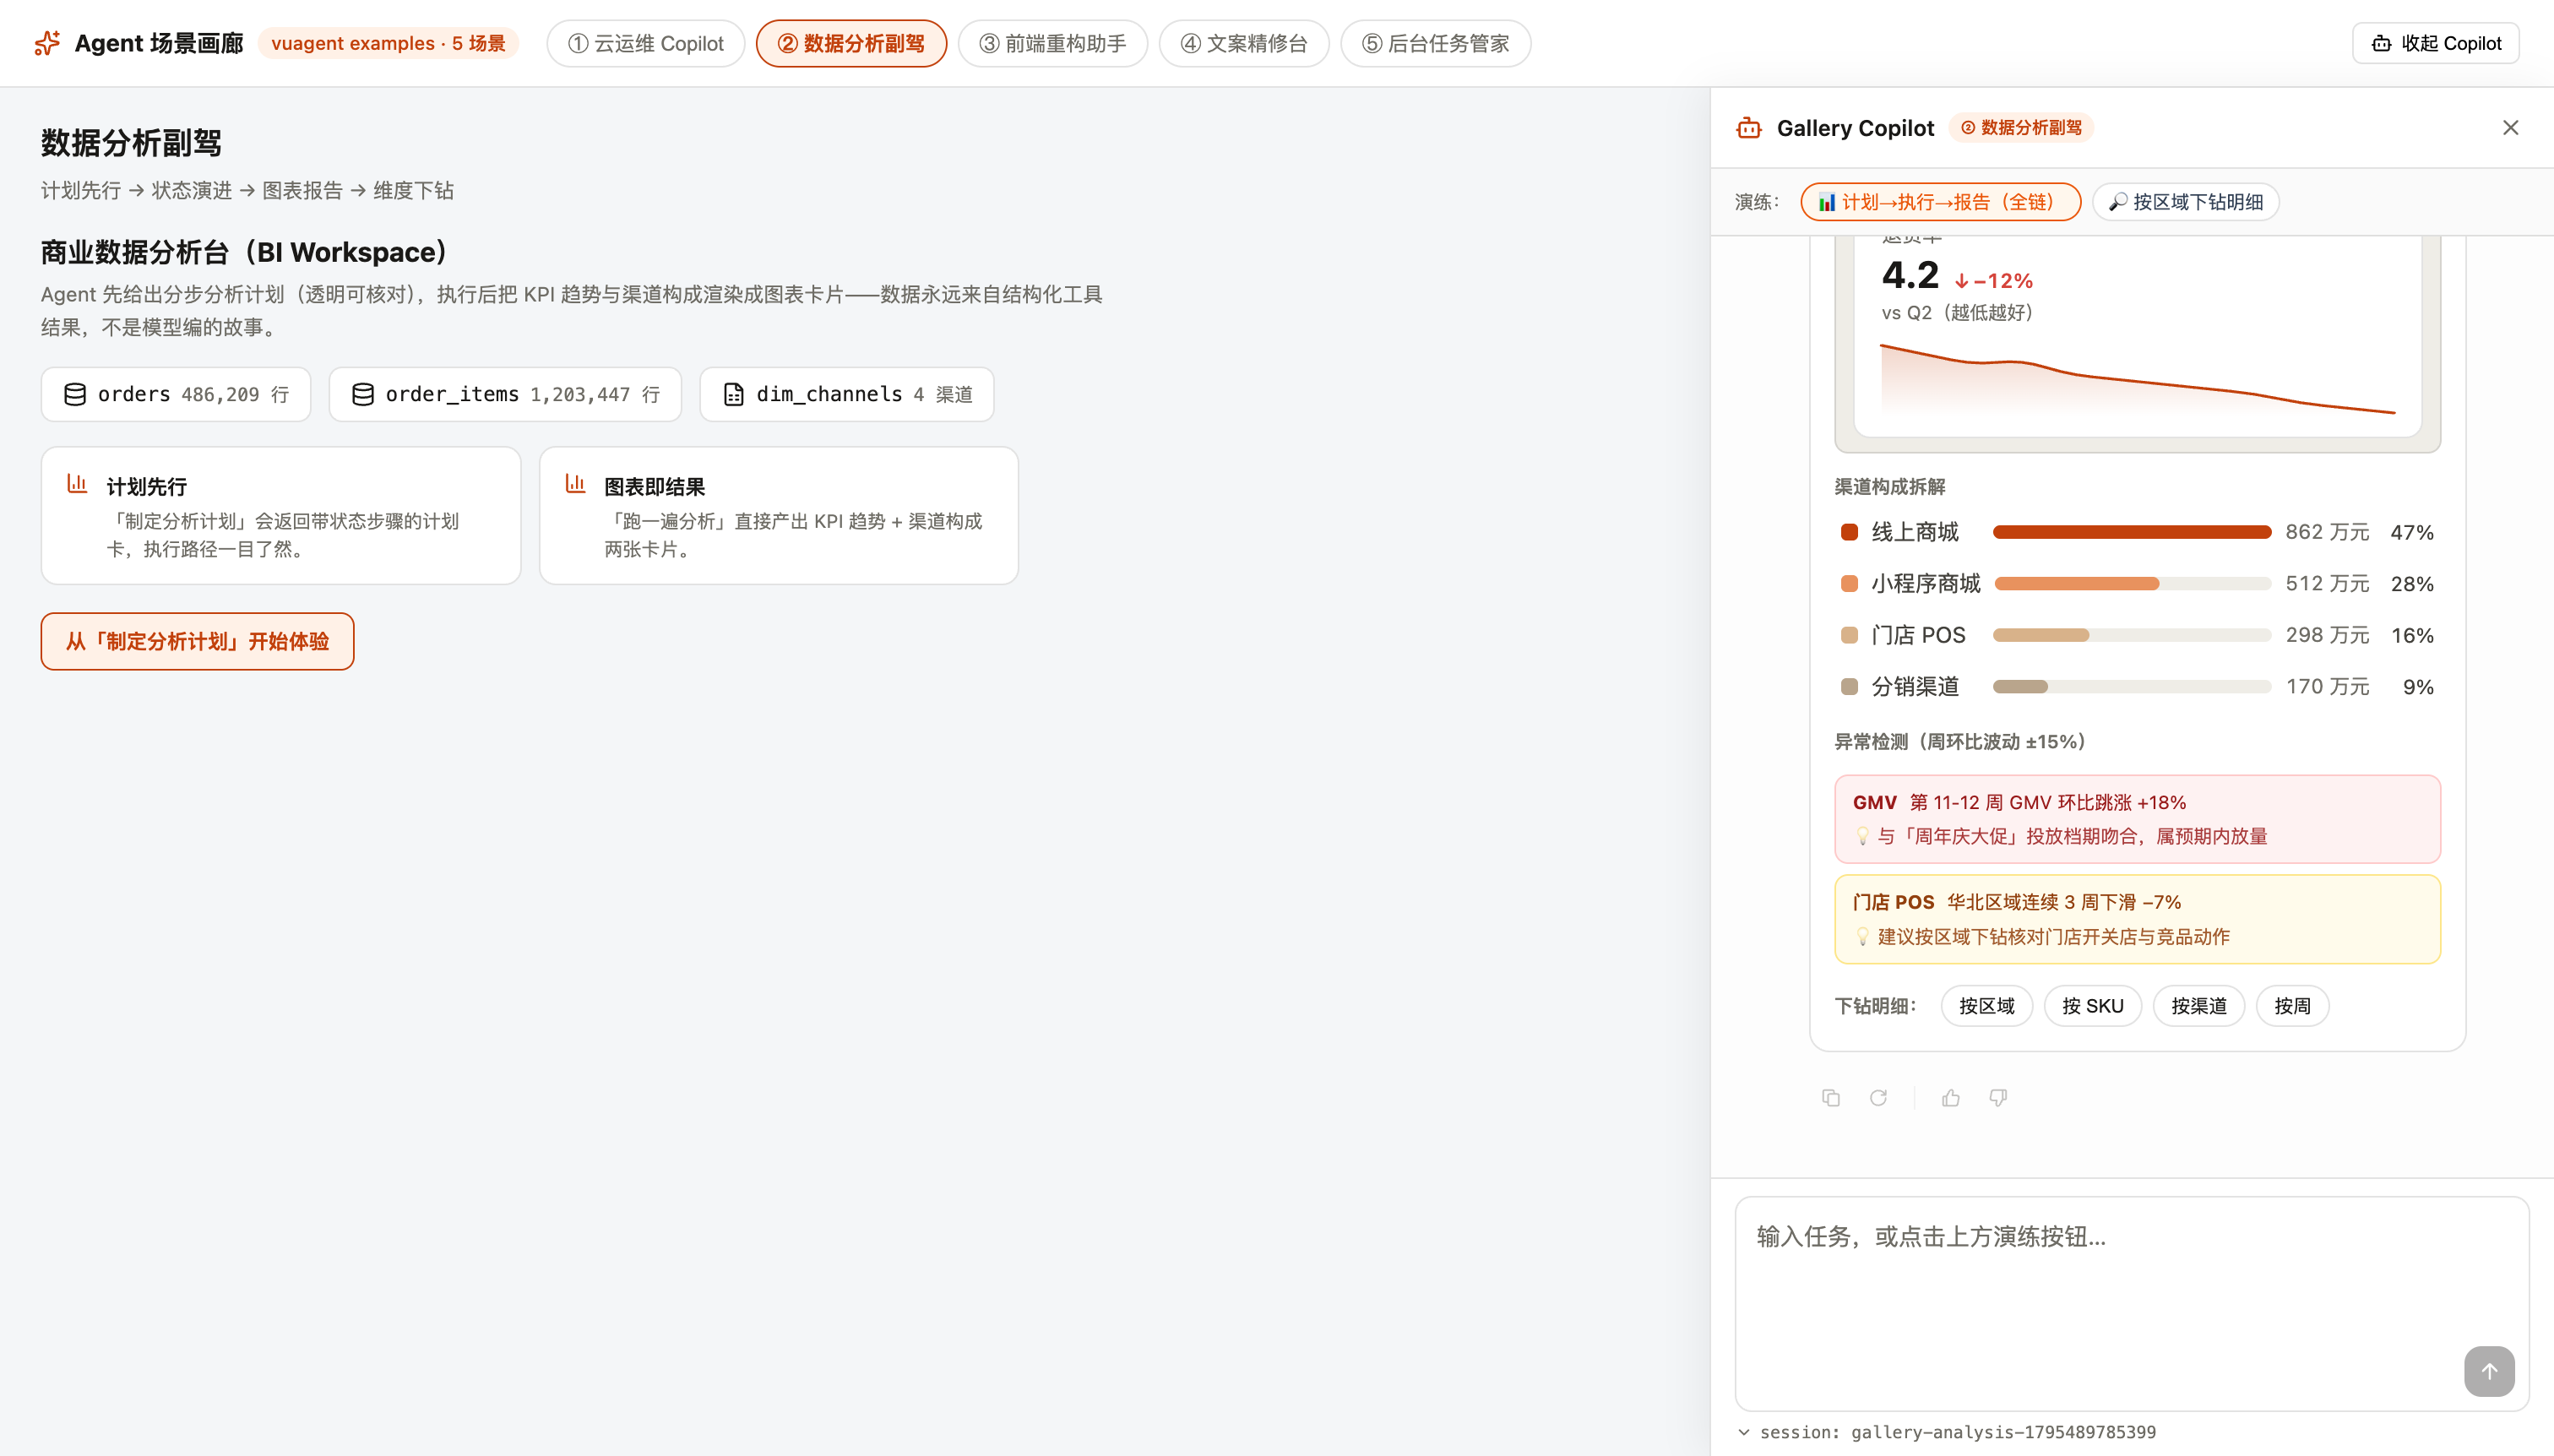 Agent 场景画廊
vuagent examples · 5 场景
① 云运维 Copilot
② 数据分析副驾
③ 前端重构助手
④ 文案精修台
⑤ 后台任务管家
收起 Copilot
数据分析副驾
计划先行 → 状态演进 → 图表报告 → 维度下钻
商业数据分析台（BI Workspace）
Agent 先给出分步分析计划（透明可核对），执行后把 KPI 趋势与渠道构成渲染成图表卡片——数据永远来自结构化工具
结果，不是模型编的故事。
orders 486,209 行
order_items 1,203,447 行
dim_channels 4 渠道
计划先行
「制定分析计划」会返回带状态步骤的计划
卡，执行路径一目了然。
图表即结果
「跑一遍分析」直接产出 KPI 趋势 + 渠道构成
两张卡片。
从「制定分析计划」开始体验
Gallery Copilot
② 数据分析副驾
演练：
📊 计划→执行→报告（全链）
🔎 按区域下钻明细
4.2 ↓ −12%
vs Q2（越低越好）
渠道构成拆解
线上商城 862 万元 47%
小程序商城 512 万元 28%
门店 POS 298 万元 16%
分销渠道 170 万元 9%
异常检测（周环比波动 ±15%）
GMV 第 11-12 周 GMV 环比跳涨 +18%
💡 与「周年庆大促」投放档期吻合，属预期内放量
门店 POS 华北区域连续 3 周下滑 −7%
💡 建议按区域下钻核对门店开关店与竞品动作
下钻明细：
按区域
按 SKU
按渠道
按周
输入任务，或点击上方演练按钮...
session: gallery-analysis-1795489785399